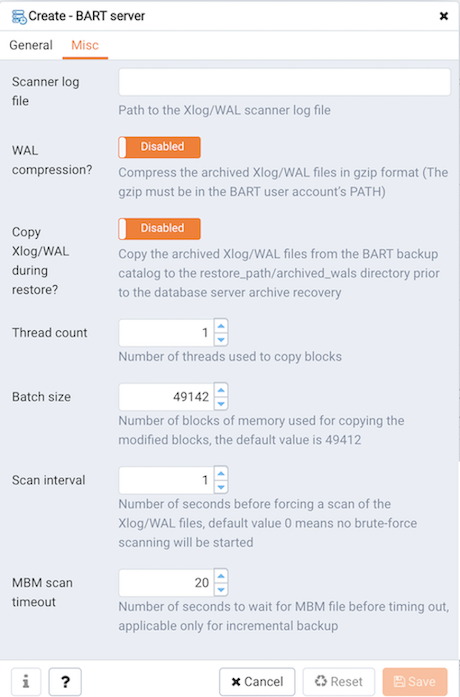 Create - BART server
General Misc
Scanner log
file
Path to the Xlog/WAL scanner log file
WAL
compression?
Disabled
Compress the archived Xlog/WAL files in gzip format (The
gzip must be in the BART user account's PATH)
Copy
Xlog/WAL
during
restore?
Disabled
Copy the archived Xlog/WAL files from the BART backup
catalog to the restore_path/archived_wals directory prior
to the database server archive recovery
Thread count
1
Number of threads used to copy blocks
Batch size
49142
Number of blocks of memory used for copying the
modified blocks, the default value is 49412
Scan interval
1
Number of seconds before forcing a scan of the
Xlog/WAL files, default value 0 means no brute-force
scanning will be started
MBM scan
timeout
20
Number of seconds to wait for MBM file before timing out,
applicable only for incremental backup
i ? Cancel Reset Save